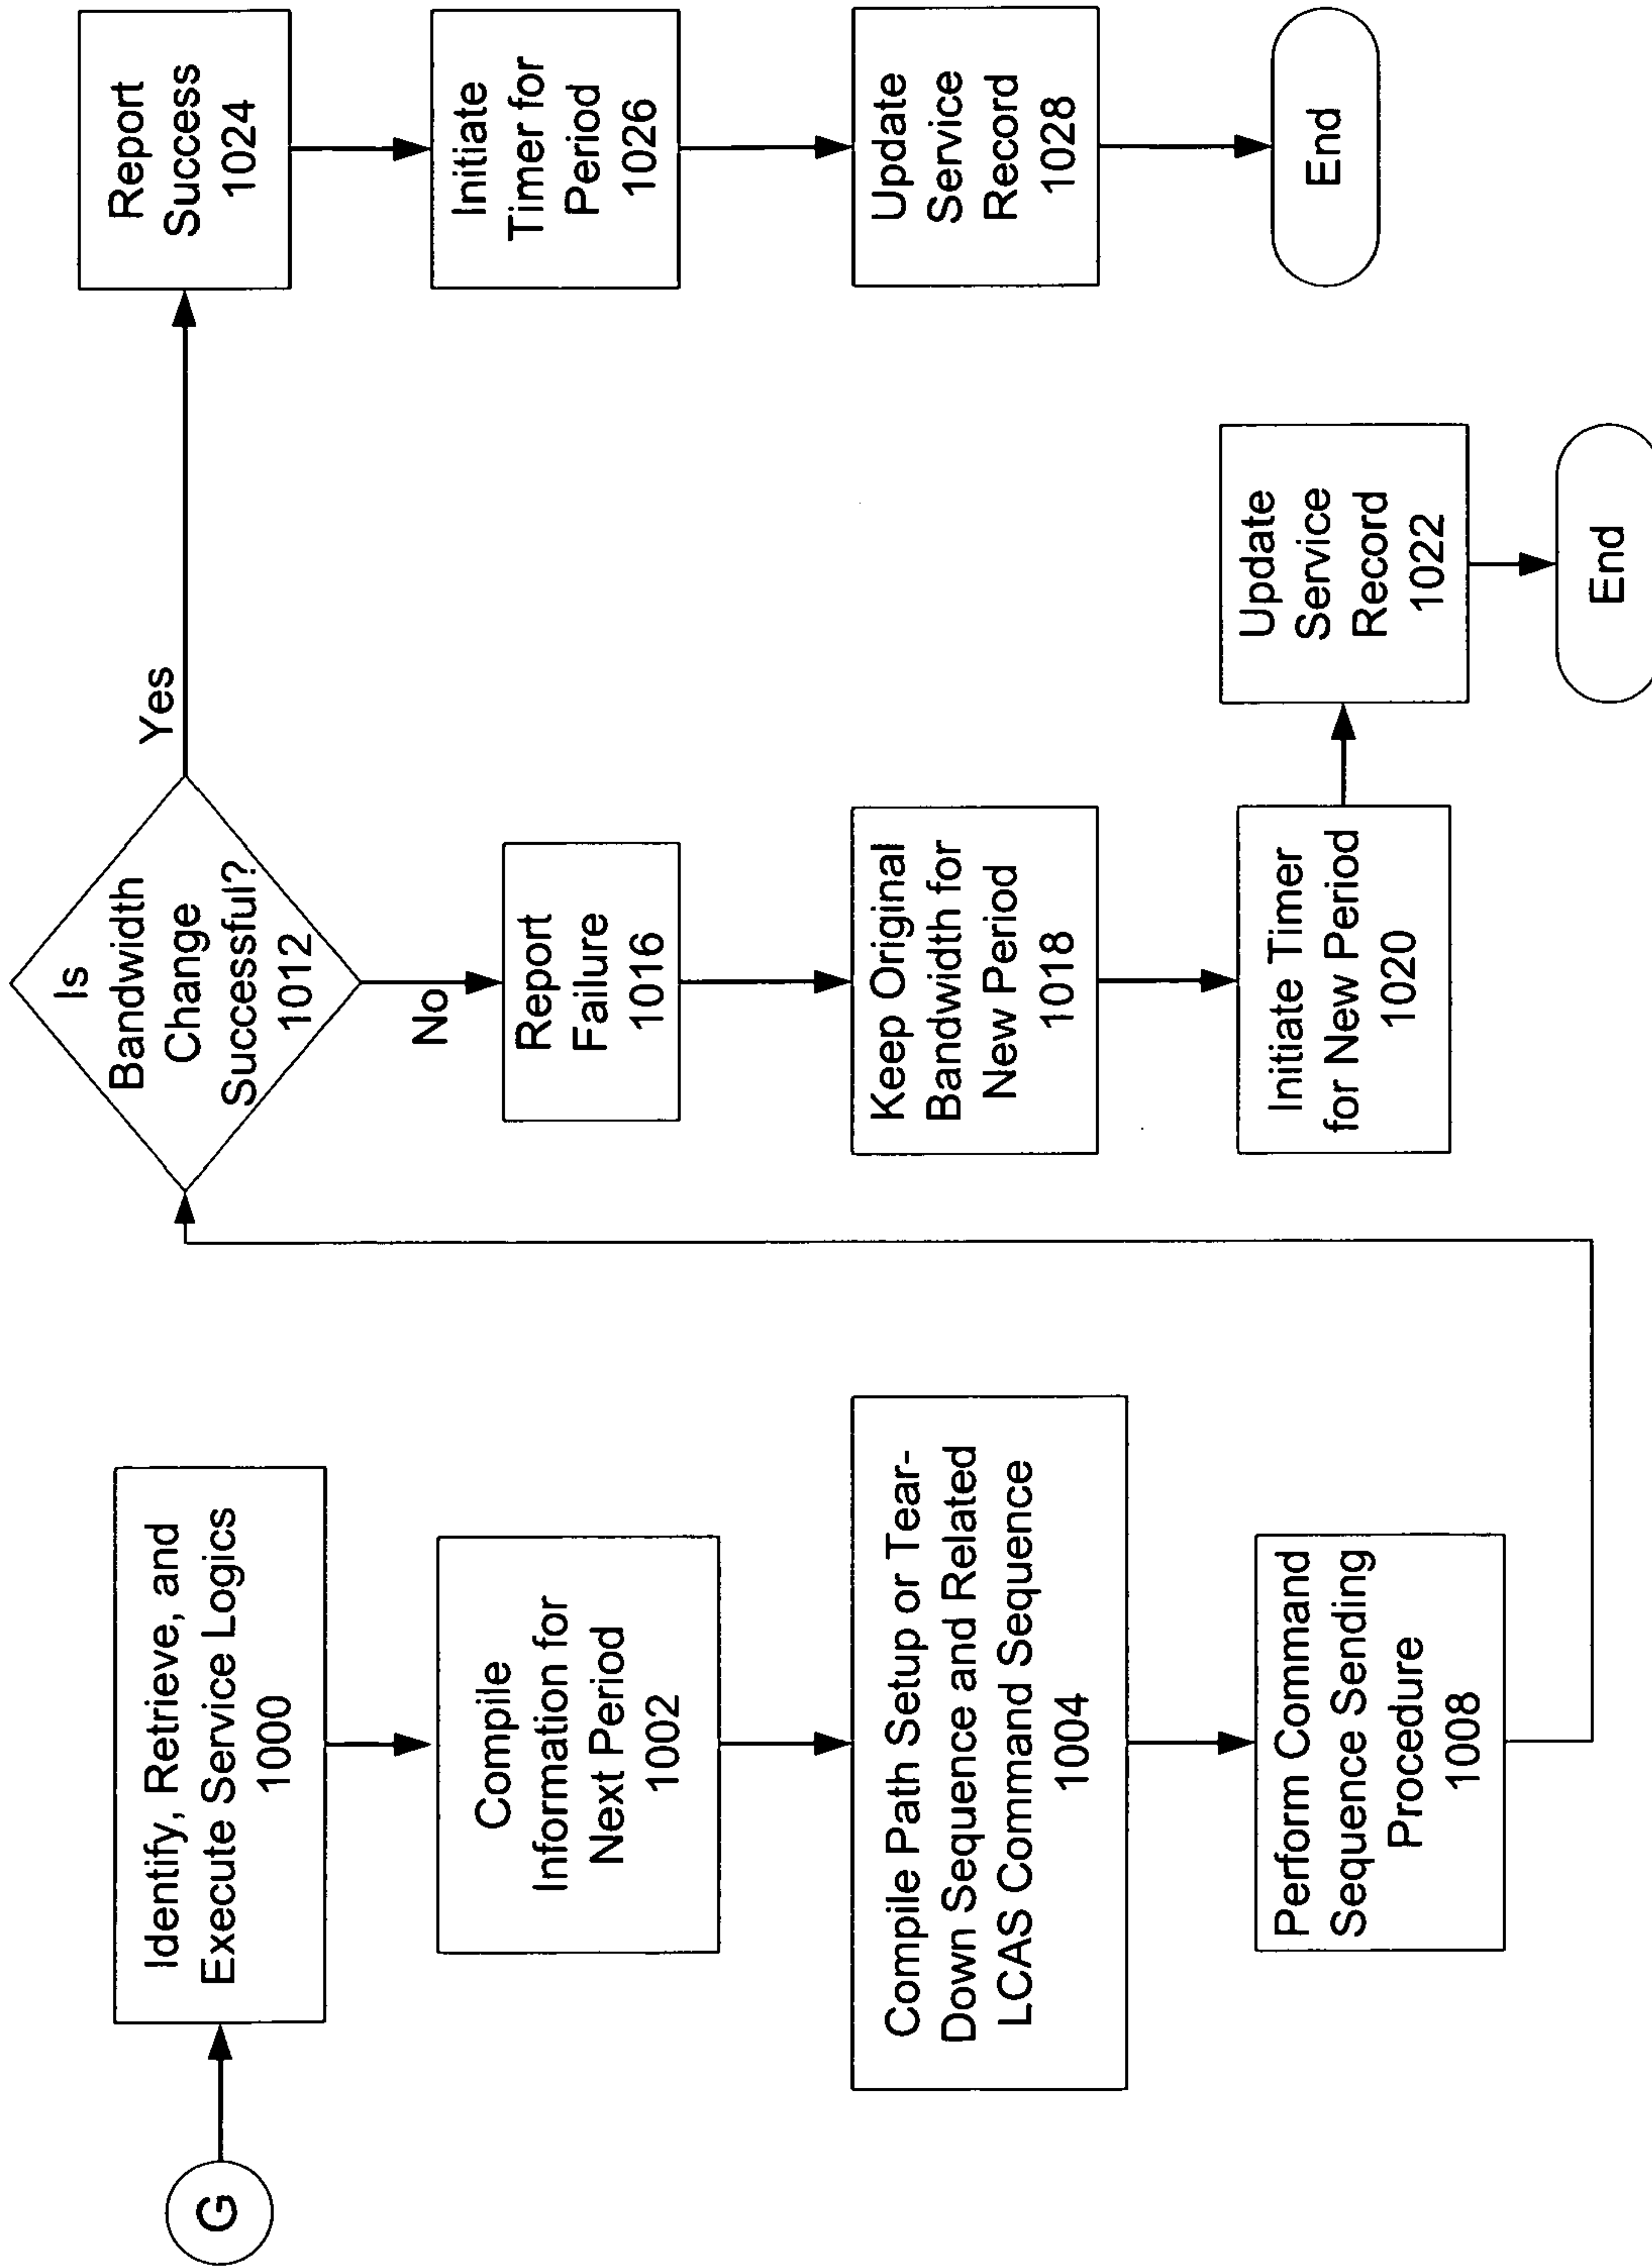 G
Identify, Retrieve, and
Execute Service Logics
1000
Compile
Information for
Next Period
1002
Compile Path Setup or Tear-
Down Sequence and Related
LCAS Command Sequence
1004
Perform Command
Sequence Sending
Procedure
1008
Is
Bandwidth
Change
Successful?
1012
Yes
No
Report
Failure
1016
Keep Original
Bandwidth for
New Period
1018
Initiate Timer
for New Period
1020
Update
Service
Record
1022
End
Report
Success
1024
Initiate
Timer for
Period
1026
Update
Service
Record
1028
End